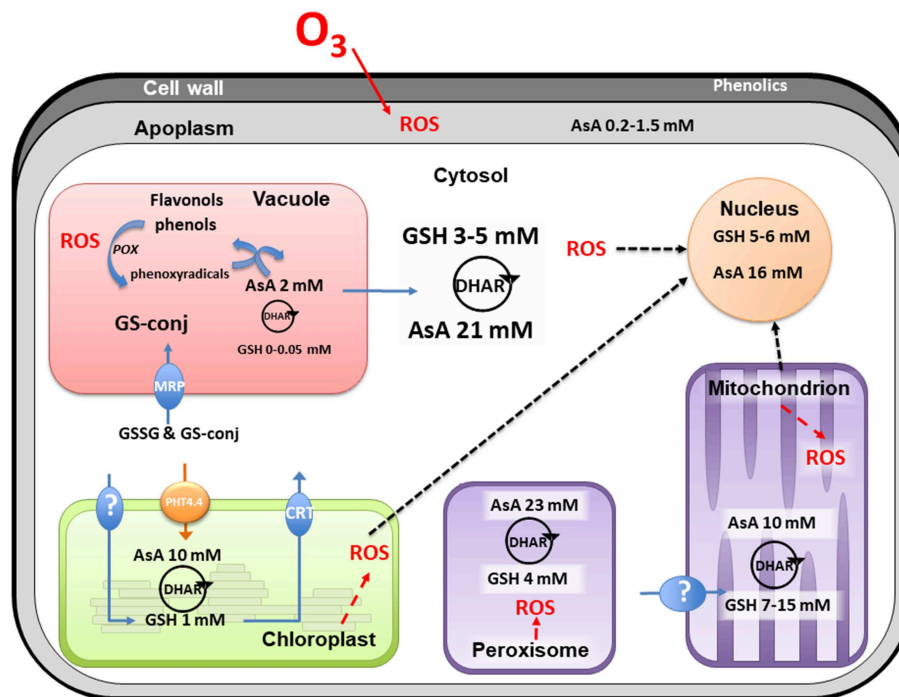 O3
Cell wall
Phenolics
Apoplasm
ROS
AsA 0.2-1.5 mM
Cytosol
Flavonols
Vacuole
phenols
ROS
POX
phenoxyradicals
AsA 2 mM
DHAR
GSH 0-0.05 mM
GS-conj
MRP
GSSG & GS-conj
GSH 3-5 mM
DHAR
AsA 21 mM
ROS
Nucleus
GSH 5-6 mM
AsA 16 mM
?
PHT4.4
CRT
AsA 10 mM
DHAR
GSH 1 mM
ROS
Chloroplast
AsA 23 mM
DHAR
GSH 4 mM
ROS
Peroxisome
Mitochondrion
ROS
AsA 10 mM
DHAR
?
GSH 7-15 mM